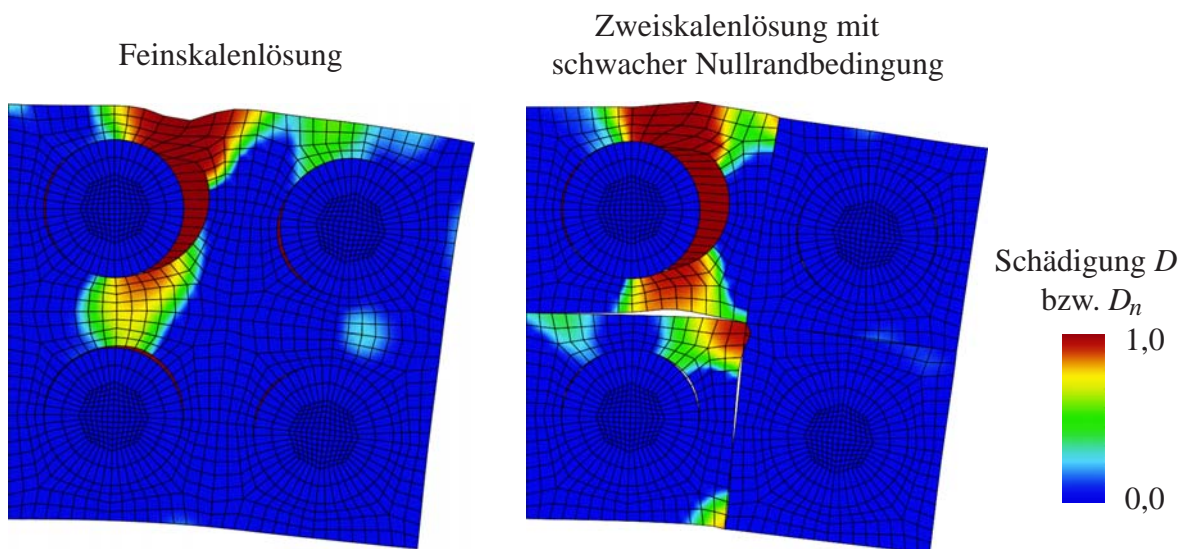 Feinskalenlösung
Zweiskalenlösung mit
schwacher Nullrandbedingung
Schädigung D
bzw. Dn
1,0
0,0